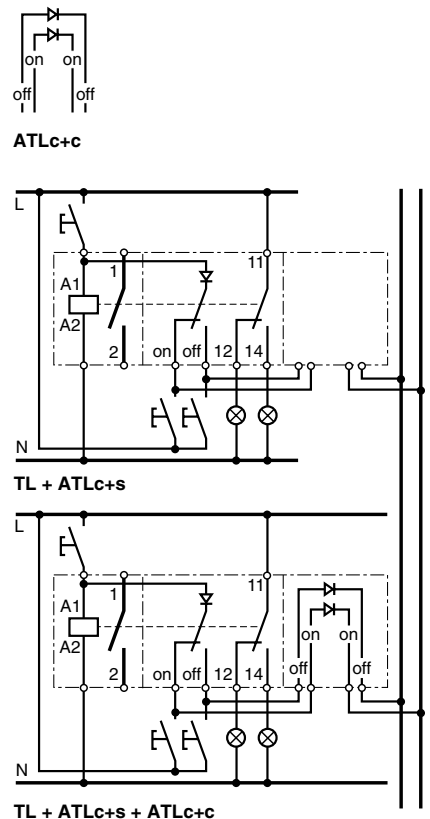 on on
off off
ATLc+c
L
A1 1 11
A2
2 on off 12 14
N
TL + ATLc+s
L
A1 1 11
A2 on on
2 on off 12 14 off off
N
TL + ATLc+s + ATLc+c